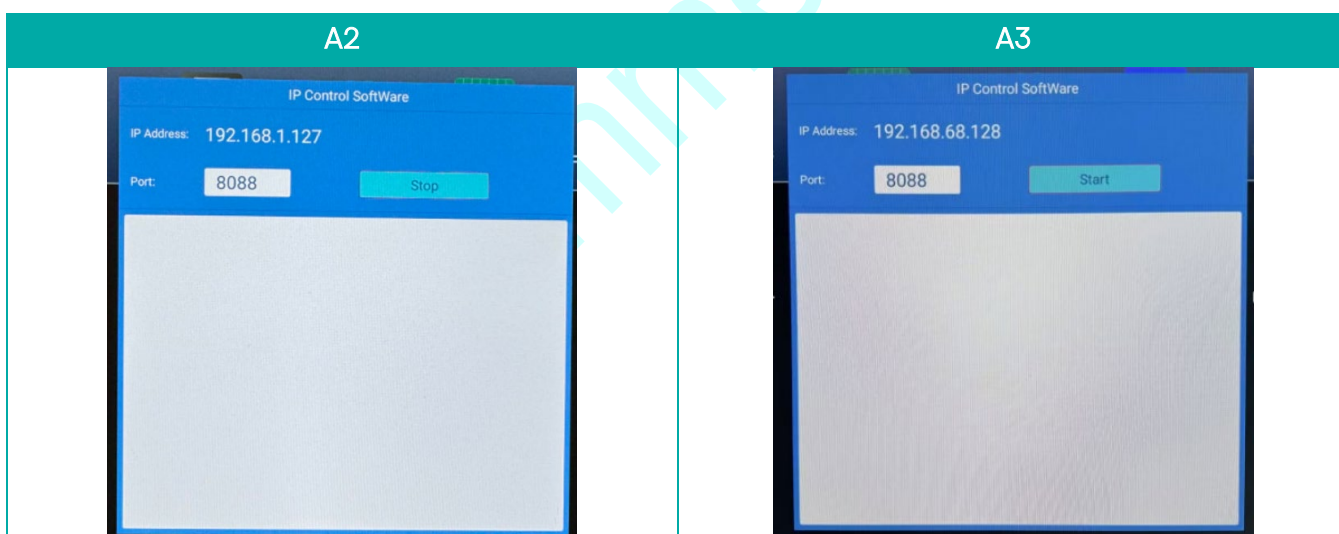 A2
A3
IP Control SoftWare
IP Address: 192.168.1.127
Port: 8088 Stop
IP Control SoftWare
IP Address: 192.168.68.128
Port: 8088 Start